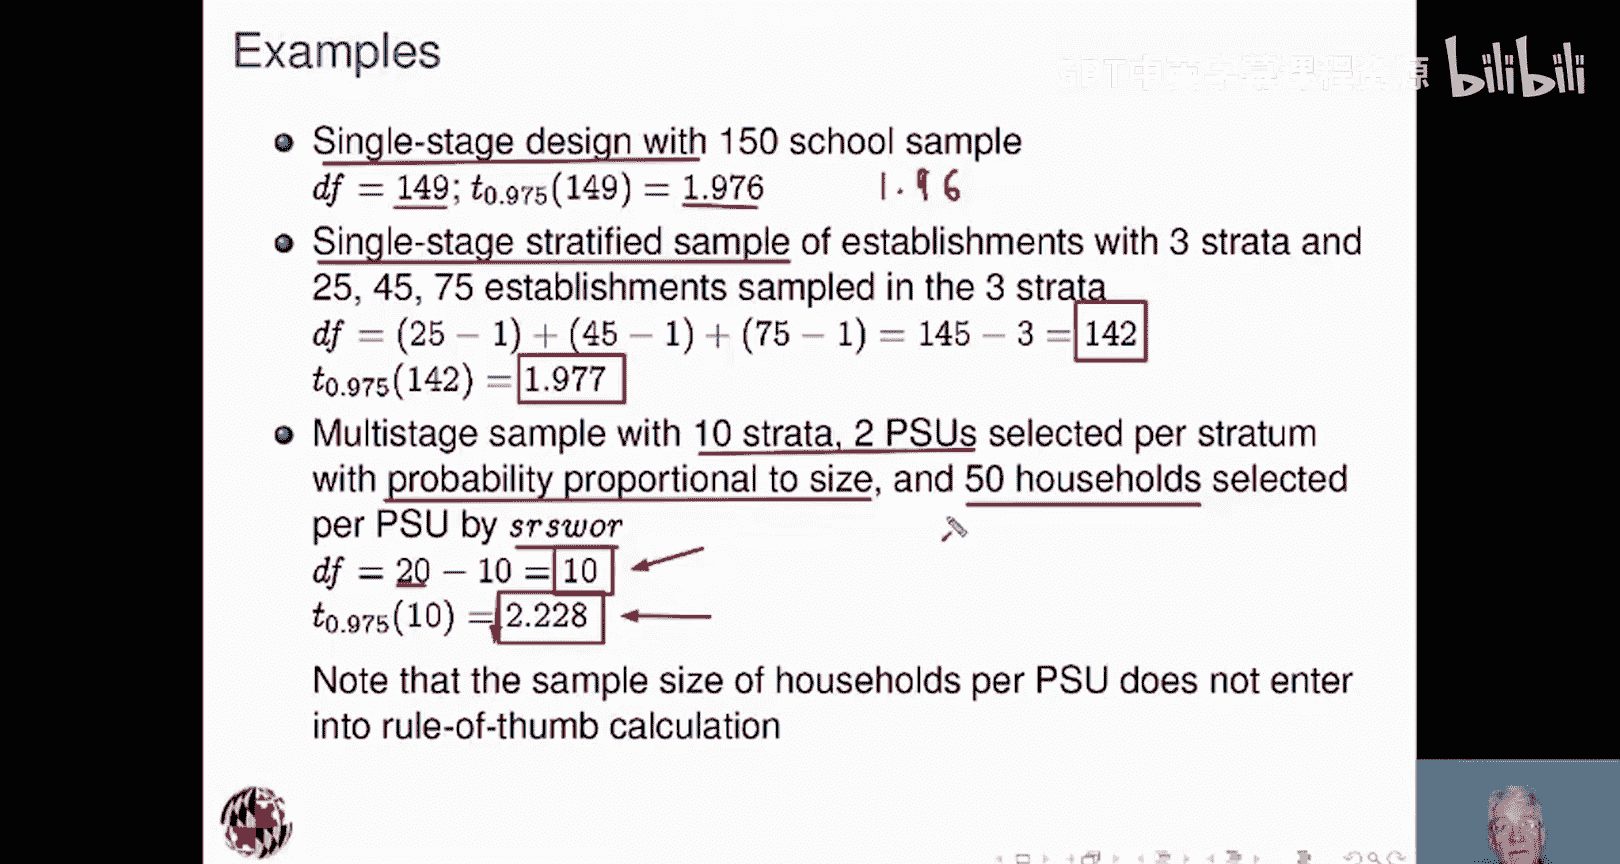 Examples
bilibili
Single-stage design with 150 school sample
df = 149; t0.975(149) = 1.976 1.96
Single-stage stratified sample of establishments with 3 strata and
25, 45, 75 establishments sampled in the 3 strata
df = (25 − 1) + (45 − 1) + (75 − 1) = 145 − 3 = 142
t0.975(142) = 1.977
Multistage sample with 10 strata, 2 PSUs selected per stratum
with probability proportional to size, and 50 households selected
per PSU by srswor
df = 20 − 10 = 10
t0.975(10) = 2.228
Note that the sample size of households per PSU does not enter
into rule-of-thumb calculation